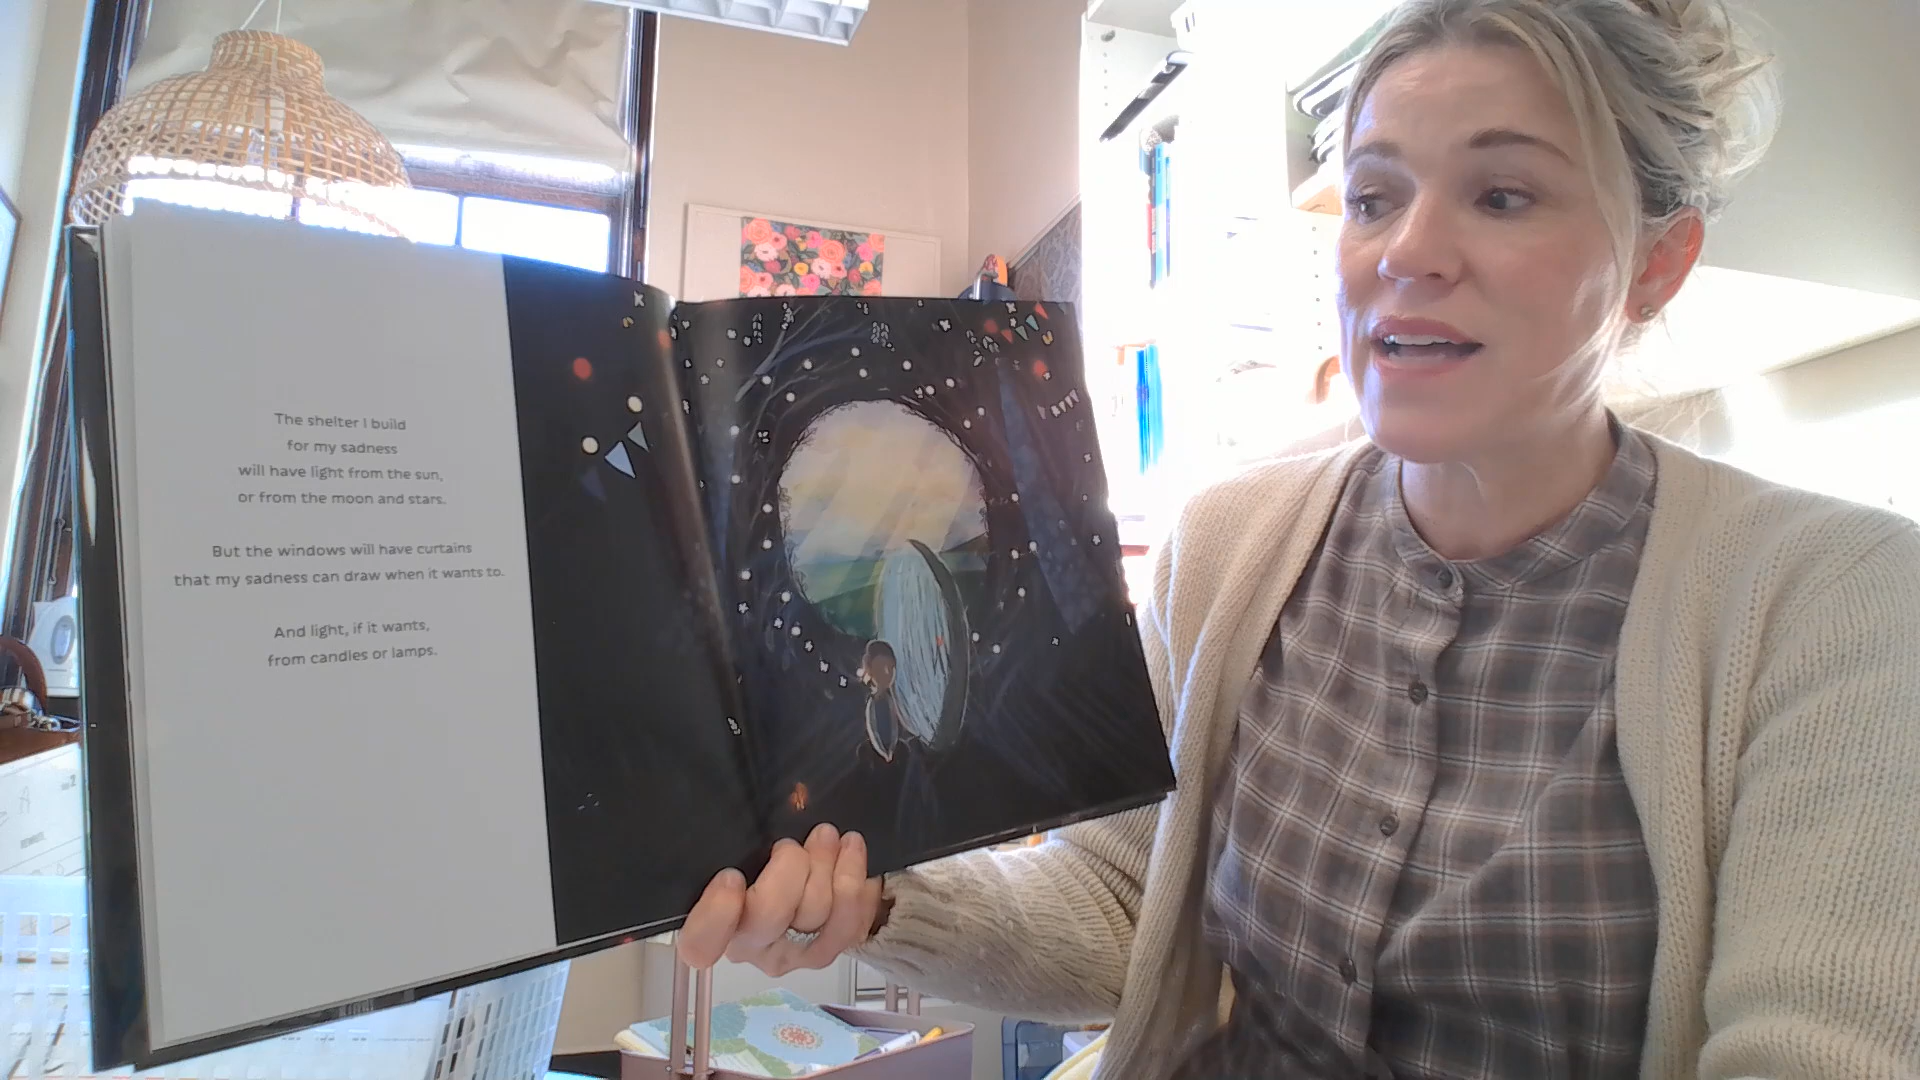 The shelter I build
for my sadness
will have light from the sun,
or from the moon and stars.
But the windows will have curtains
that my sadness can draw when it wants to.
And light, if it wants,
from candles or lamps.